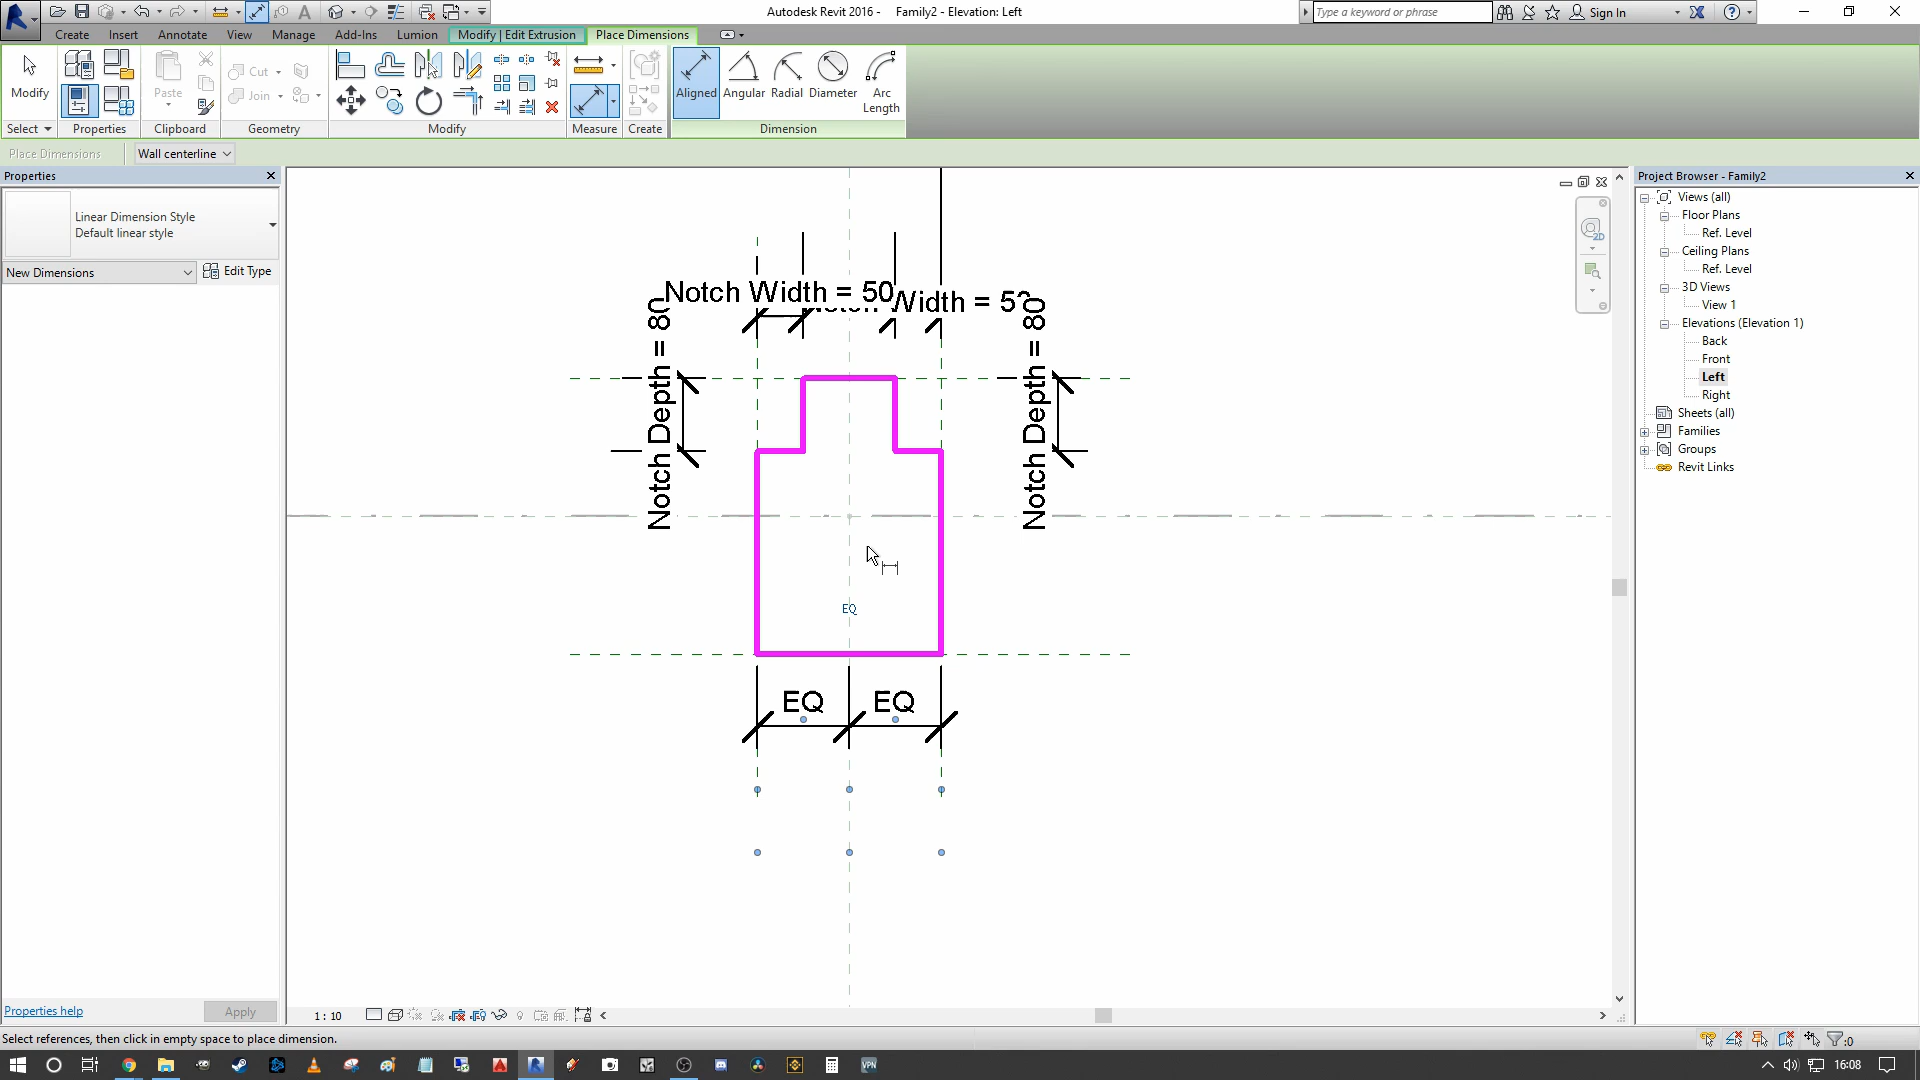 Autodesk Revit 2016 -
Family2 - Elevation: Left
Type a keyword or phrase
Sign In
Create
Insert
Annotate
View
Manage
Add-Ins
Lumion
Modify | Edit Extrusion
Place Dimensions
Modify
Paste
Cut
Join
Aligned
Angular
Radial
Diameter
Arc
Length
Select
Properties
Clipboard
Geometry
Modify
Measure
Create
Dimension
Place Dimensions
Wall centerline
Properties
Linear Dimension Style
Default linear style
New Dimensions
Edit Type
Properties help
Apply
Notch Width = 50
Width = 5
Notch Depth = 80
Notch Depth = 80
EQ
EQ
EQ
2D
1 : 10
Project Browser - Family2
Views (all)
Floor Plans
Ref. Level
Ceiling Plans
Ref. Level
3D Views
View 1
Elevations (Elevation 1)
Back
Front
Left
Right
Sheets (all)
Families
Groups
Revit Links
Select references, then click in empty space to place dimension.
:0
VPN
16:08